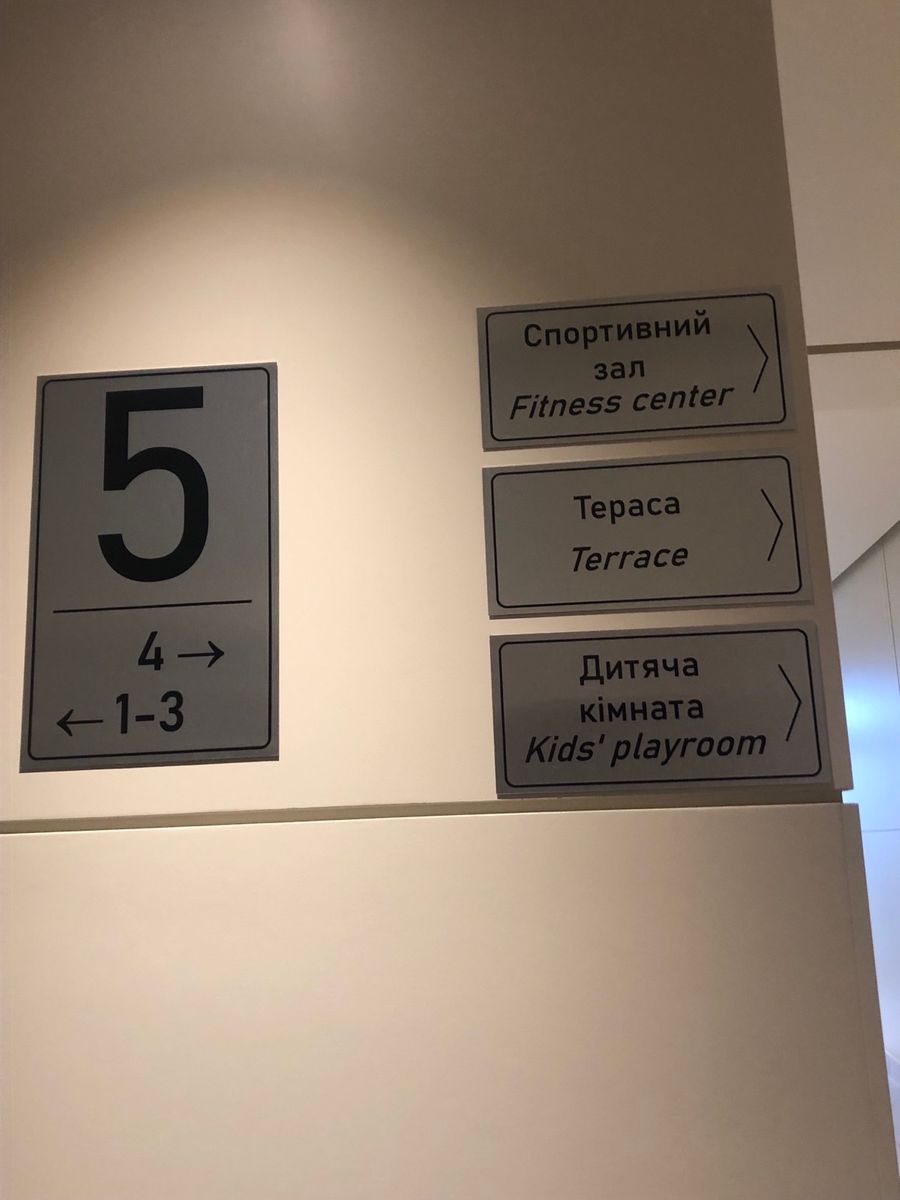 5
4 →
← 1-3
Спортивний
зал
Fitness center
Тераса
Terrace
Дитяча
кімната
Kids' playroom